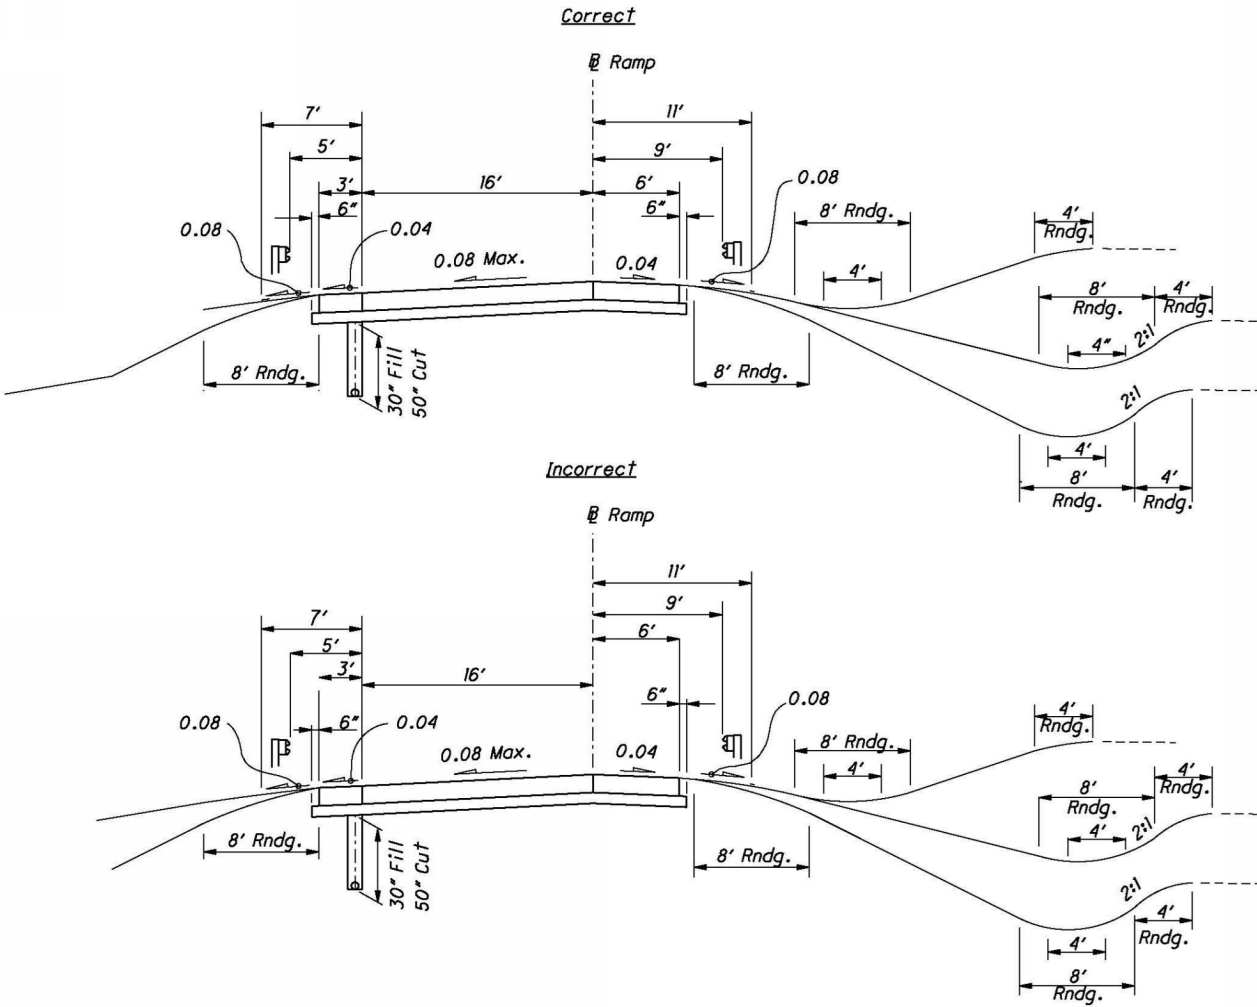 Correct
℄ Ramp
7'
11'
5'
9'
3'
16'
6'
0.08
6"
6"
8' Rndg.
4'
Rndg.
0.08
0.04
0.08 Max.
0.04
4'
8'
Rndg.
4'
Rndg.
4"
2:1
8' Rndg.
30" Fill
50" Cut
8' Rndg.
2:1
4'
8'
Rndg.
4'
Rndg.
Incorrect
℄ Ramp
11'
9'
7'
6'
5'
3'
16'
6"
0.08
6"
0.04
0.08
0.08 Max.
0.04
8' Rndg.
4'
4'
Rndg.
8'
Rndg.
4'
Rndg.
4'
2:1
8' Rndg.
30" Fill
50" Cut
8' Rndg.
2:1
4'
Rndg.
4'
8'
Rndg.